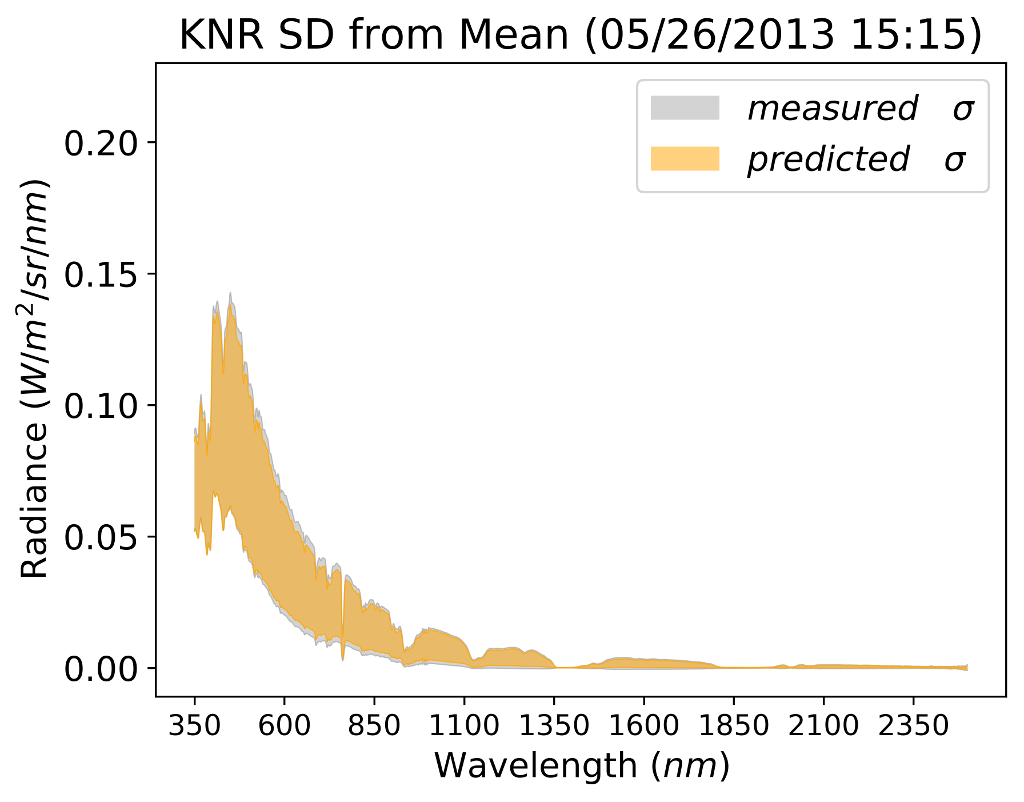 KNR SD from Mean (05/26/2013 15:15)
measured σ
predicted σ
0.20
0.15
0.10
0.05
0.00
Radiance (W/m²/sr/nm)
350 600 850 1100 1350 1600 1850 2100 2350
Wavelength (nm)